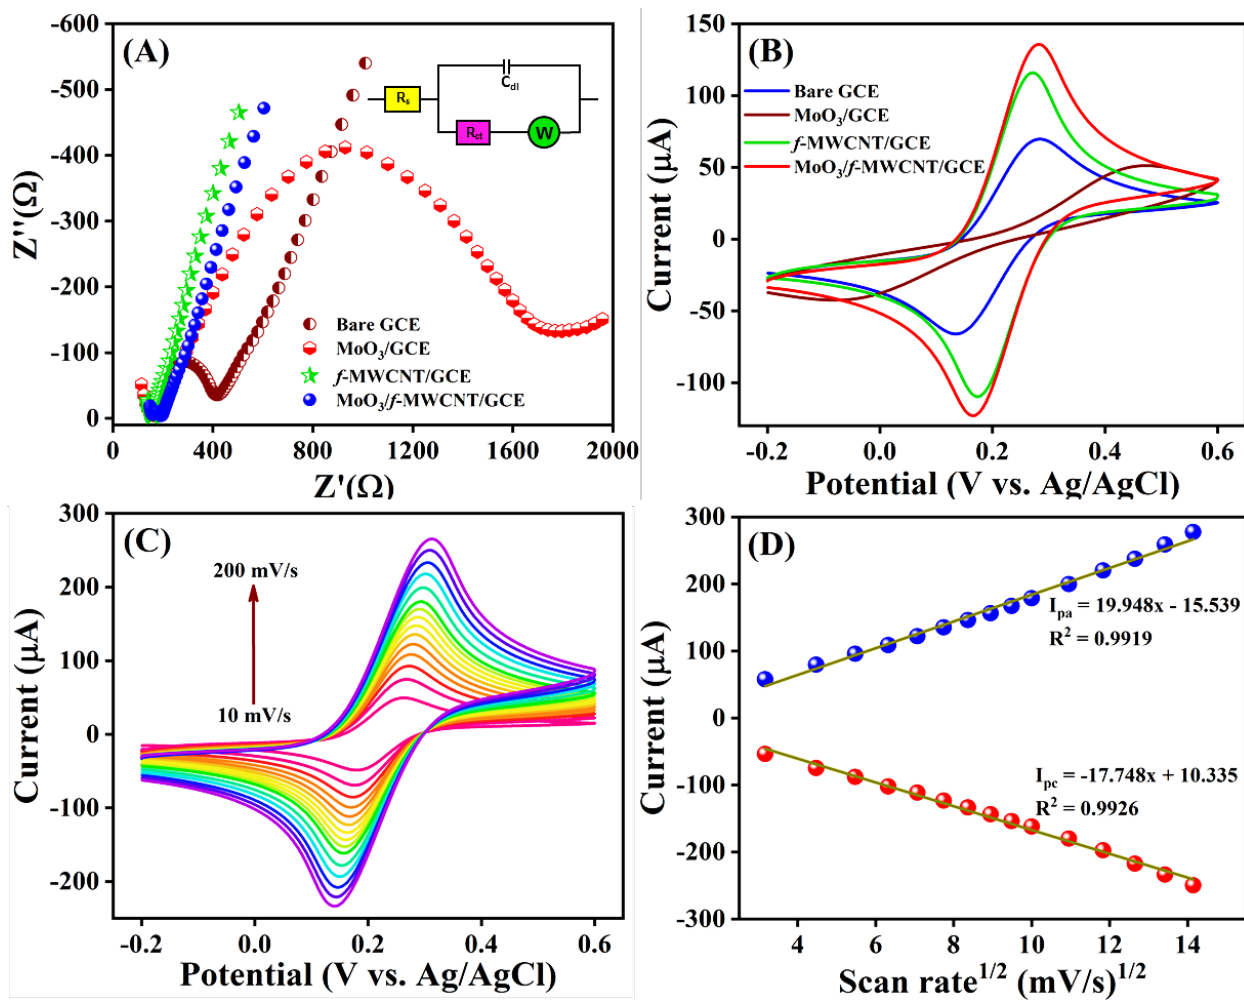 (A)
-600
-500
-400
-300
-200
-100
0
Z''(Ω)
0 400 800 1200 1600 2000
Z'(Ω)
Rs
Cdl
Rct
W
Bare GCE
MoO3/GCE
f-MWCNT/GCE
MoO3/f-MWCNT/GCE
(B)
150
100
50
0
-50
-100
Current (µA)
-0.2 0.0 0.2 0.4 0.6
Potential (V vs. Ag/AgCl)
Bare GCE
MoO3/GCE
f-MWCNT/GCE
MoO3/f-MWCNT/GCE
(C)
300
200
100
0
-100
-200
Current (µA)
200 mV/s
10 mV/s
-0.2 0.0 0.2 0.4 0.6
Potential (V vs. Ag/AgCl)
(D)
300
200
100
0
-100
-200
-300
Current (µA)
Ipa = 19.948x - 15.539
R² = 0.9919
Ipc = -17.748x + 10.335
R² = 0.9926
4 6 8 10 12 14
Scan rate^1/2 (mV/s)^1/2